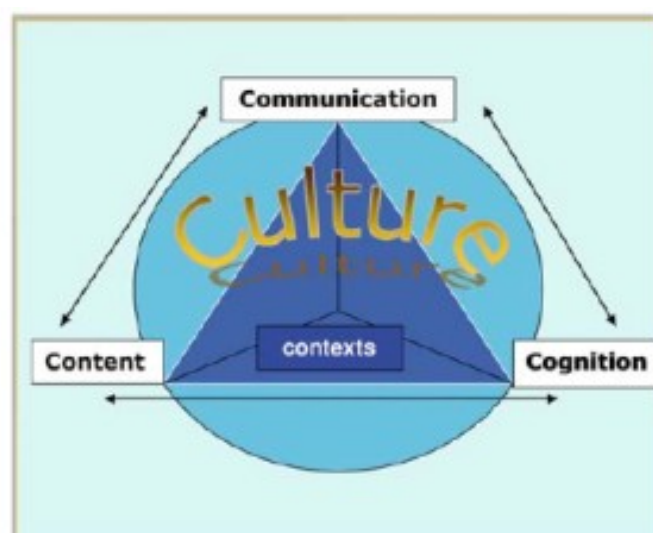 Communication
Culture
contexts
Content
Cognition